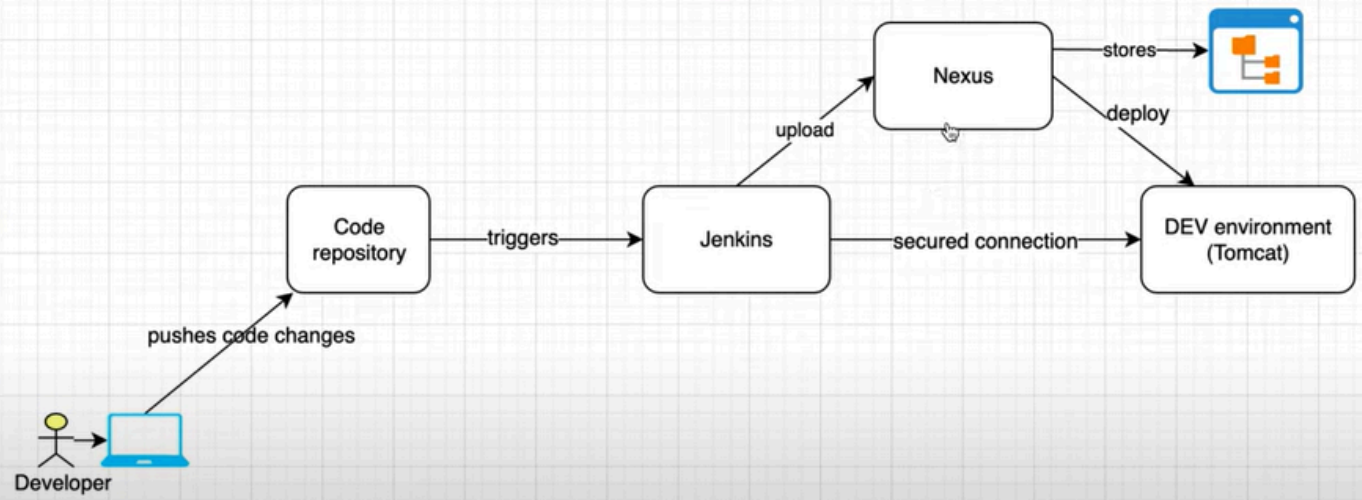 Nexus
stores
deploy
upload
Code
repository
triggers
Jenkins
secured connection
DEV environment
(Tomcat)
pushes code changes
Developer